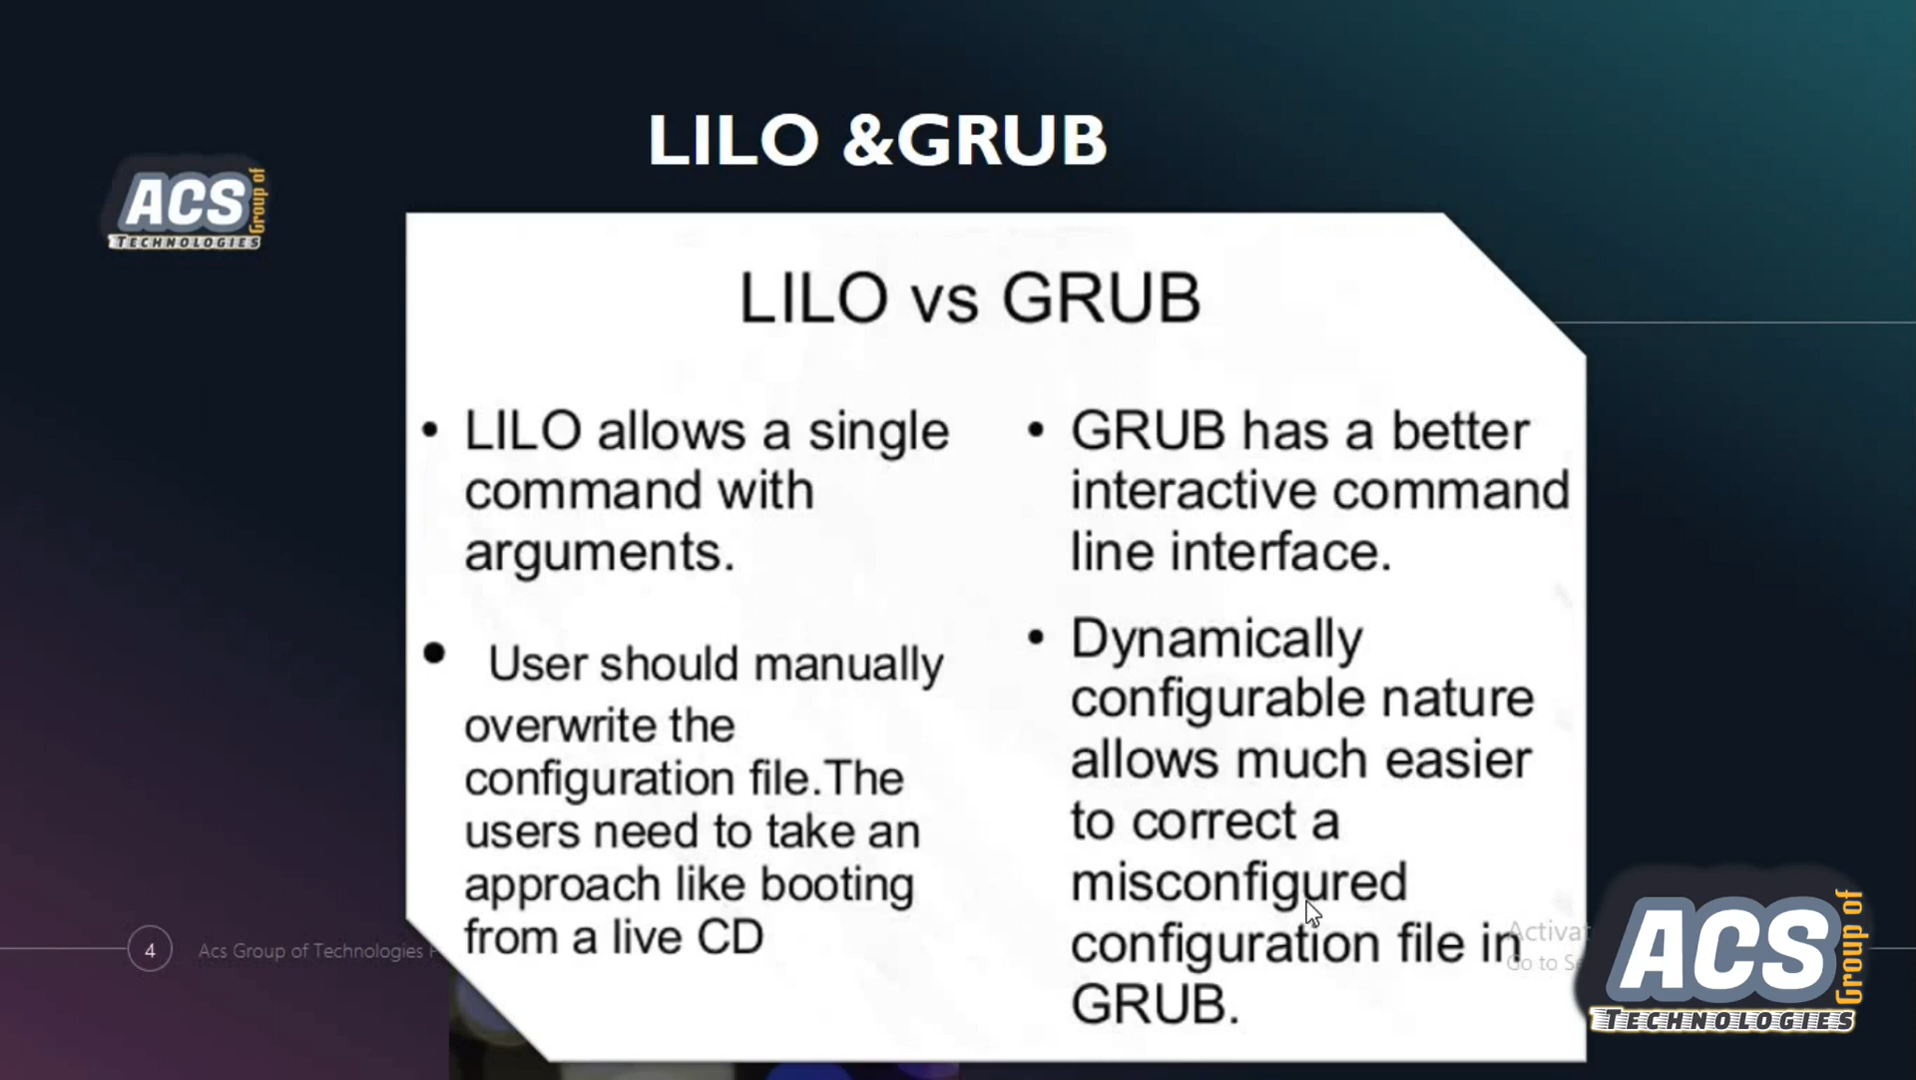 LILO &GRUB
ACS
Group of
TECHNOLOGIES
LILO vs GRUB
• LILO allows a single
command with
arguments.
• User should manually
overwrite the
configuration file.The
users need to take an
approach like booting
from a live CD
• GRUB has a better
interactive command
line interface.
• Dynamically
configurable nature
allows much easier
to correct a
misconfigured
configuration file in
GRUB.
4
Acs Group of Technologies
Go to
ACS
Group of
TECHNOLOGIES